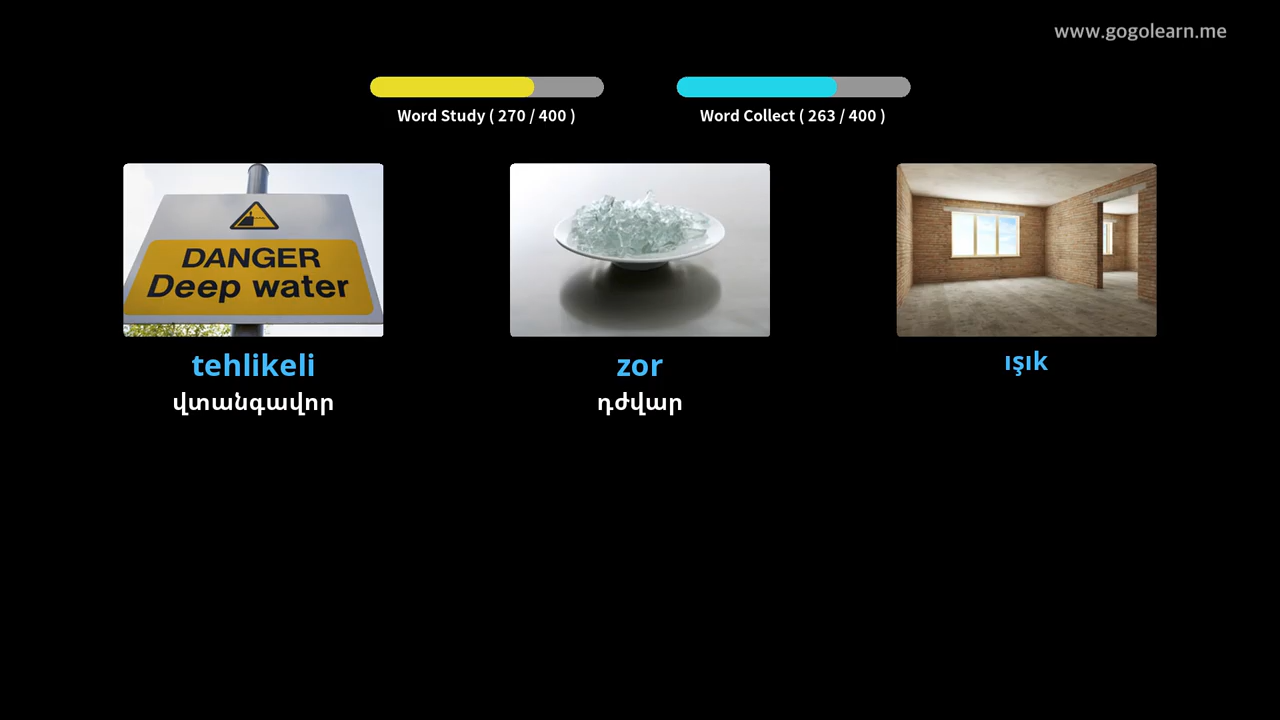 www.gogolearn.me
Word Study ( 270 / 400 )
Word Collect ( 263 / 400 )
DANGER
Deep water
tehlikeli
վտանգավոր
zor
դժվար
ışık